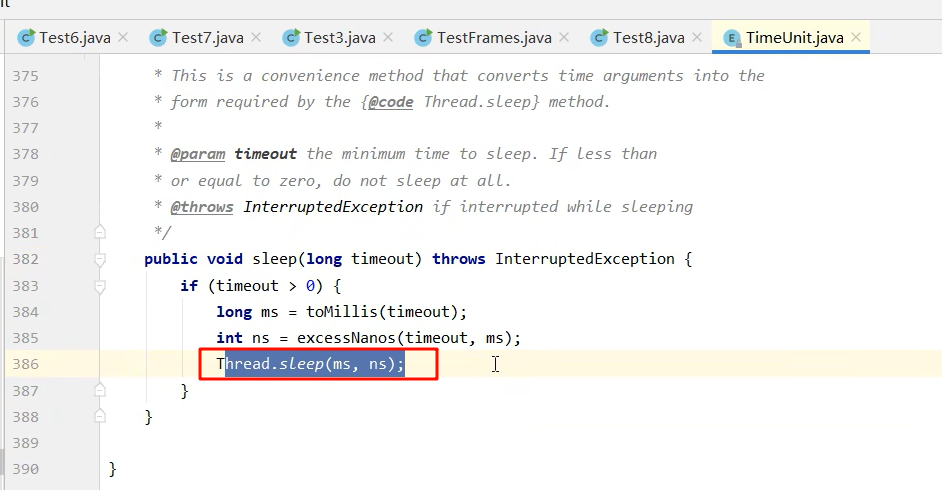 Test6.java Test7.java Test3.java TestFrames.java Test8.java TimeUnit.java
375 * This is a convenience method that converts time arguments into the
376 * form required by the {@code Thread.sleep} method.
377 *
378 * @param timeout the minimum time to sleep. If less than
379 * or equal to zero, do not sleep at all.
380 * @throws InterruptedException if interrupted while sleeping
381 */
382 public void sleep(long timeout) throws InterruptedException {
383 if (timeout > 0) {
384 long ms = toMillis(timeout);
385 int ns = excessNanos(timeout, ms);
386 Thread.sleep(ms, ns);
387 }
388 }
389
390 }